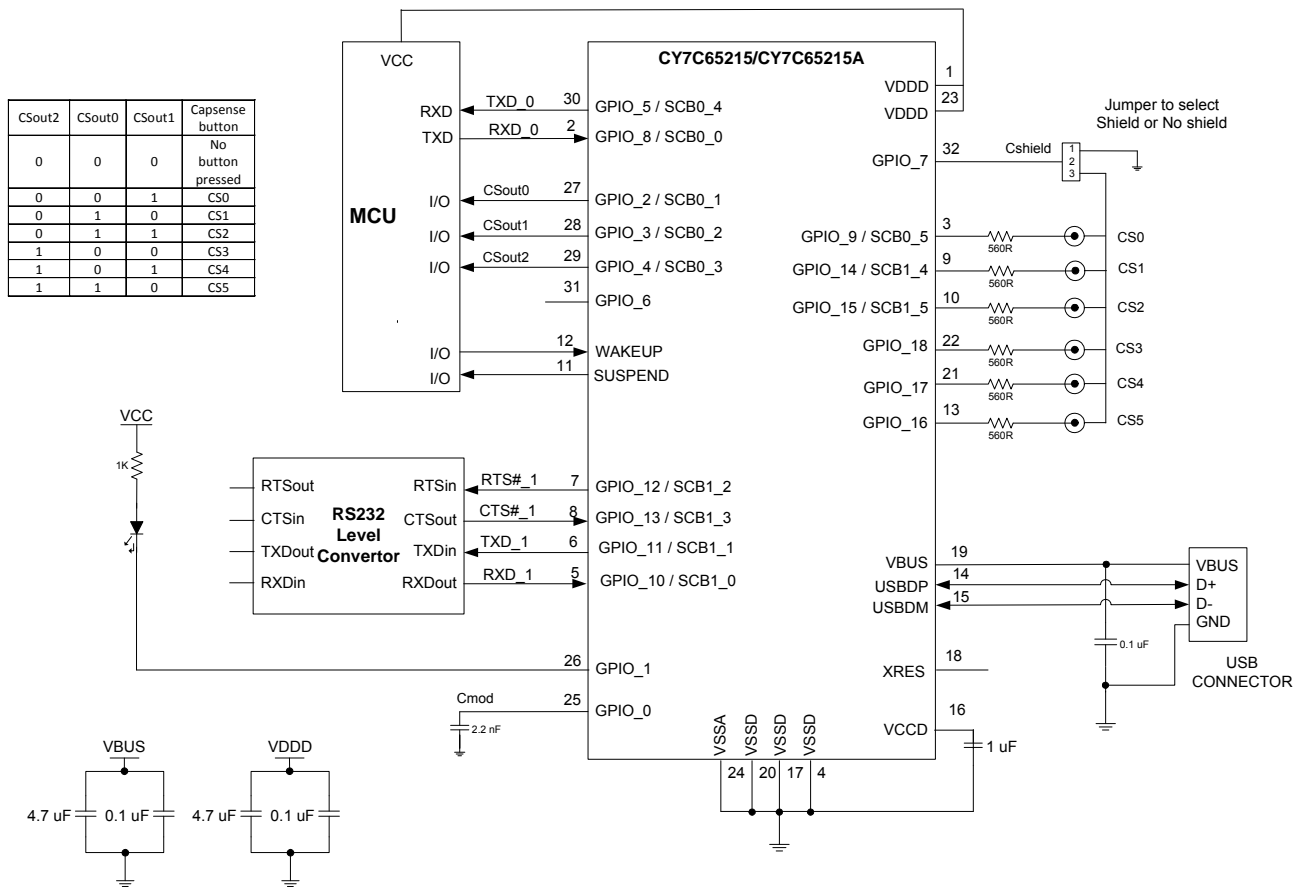 CY7C65215/CY7C65215A
VCC
VDDD
1
VDDD
23
MCU
RXD
TXD_0
30
GPIO_5 / SCB0_4
TXD
RXD_0
2
GPIO_8 / SCB0_0
I/O
CSout0
27
GPIO_2 / SCB0_1
I/O
CSout1
28
GPIO_3 / SCB0_2
I/O
CSout2
29
GPIO_4 / SCB0_3
31
GPIO_6
I/O
12
WAKEUP
I/O
11
SUSPEND
CSout2 CSout0 CSout1 Capsense
button
0 0 0 No
button
pressed
0 0 1 CS0
0 1 0 CS1
0 1 1 CS2
1 0 0 CS3
1 0 1 CS4
1 1 0 CS5
Jumper to select
Shield or No shield
GPIO_7
32
Cshield
1
2
3
GPIO_9 / SCB0_5
3
560R
CS0
GPIO_14 / SCB1_4
9
560R
CS1
GPIO_15 / SCB1_5
10
560R
CS2
GPIO_18
22
560R
CS3
GPIO_17
21
560R
CS4
GPIO_16
13
560R
CS5
VCC
1K
RS232
Level
Convertor
RTSout
RTSin
RTS#_1
7
GPIO_12 / SCB1_2
CTSin
CTSout
CTS#_1
8
GPIO_13 / SCB1_3
TXDout
TXDin
TXD_1
6
GPIO_11 / SCB1_1
RXDin
RXDout
RXD_1
5
GPIO_10 / SCB1_0
26
GPIO_1
Cmod
25
GPIO_0
2.2 nF
VBUS
19
VBUS
USBDP
14
D+
USBDM
15
D-
GND
0.1 uF
USB
CONNECTOR
XRES
18
VCCD
16
1 uF
VSSA
VSSD
VSSD
VSSD
24
20
17
4
VBUS
4.7 uF
0.1 uF
VDDD
4.7 uF
0.1 uF